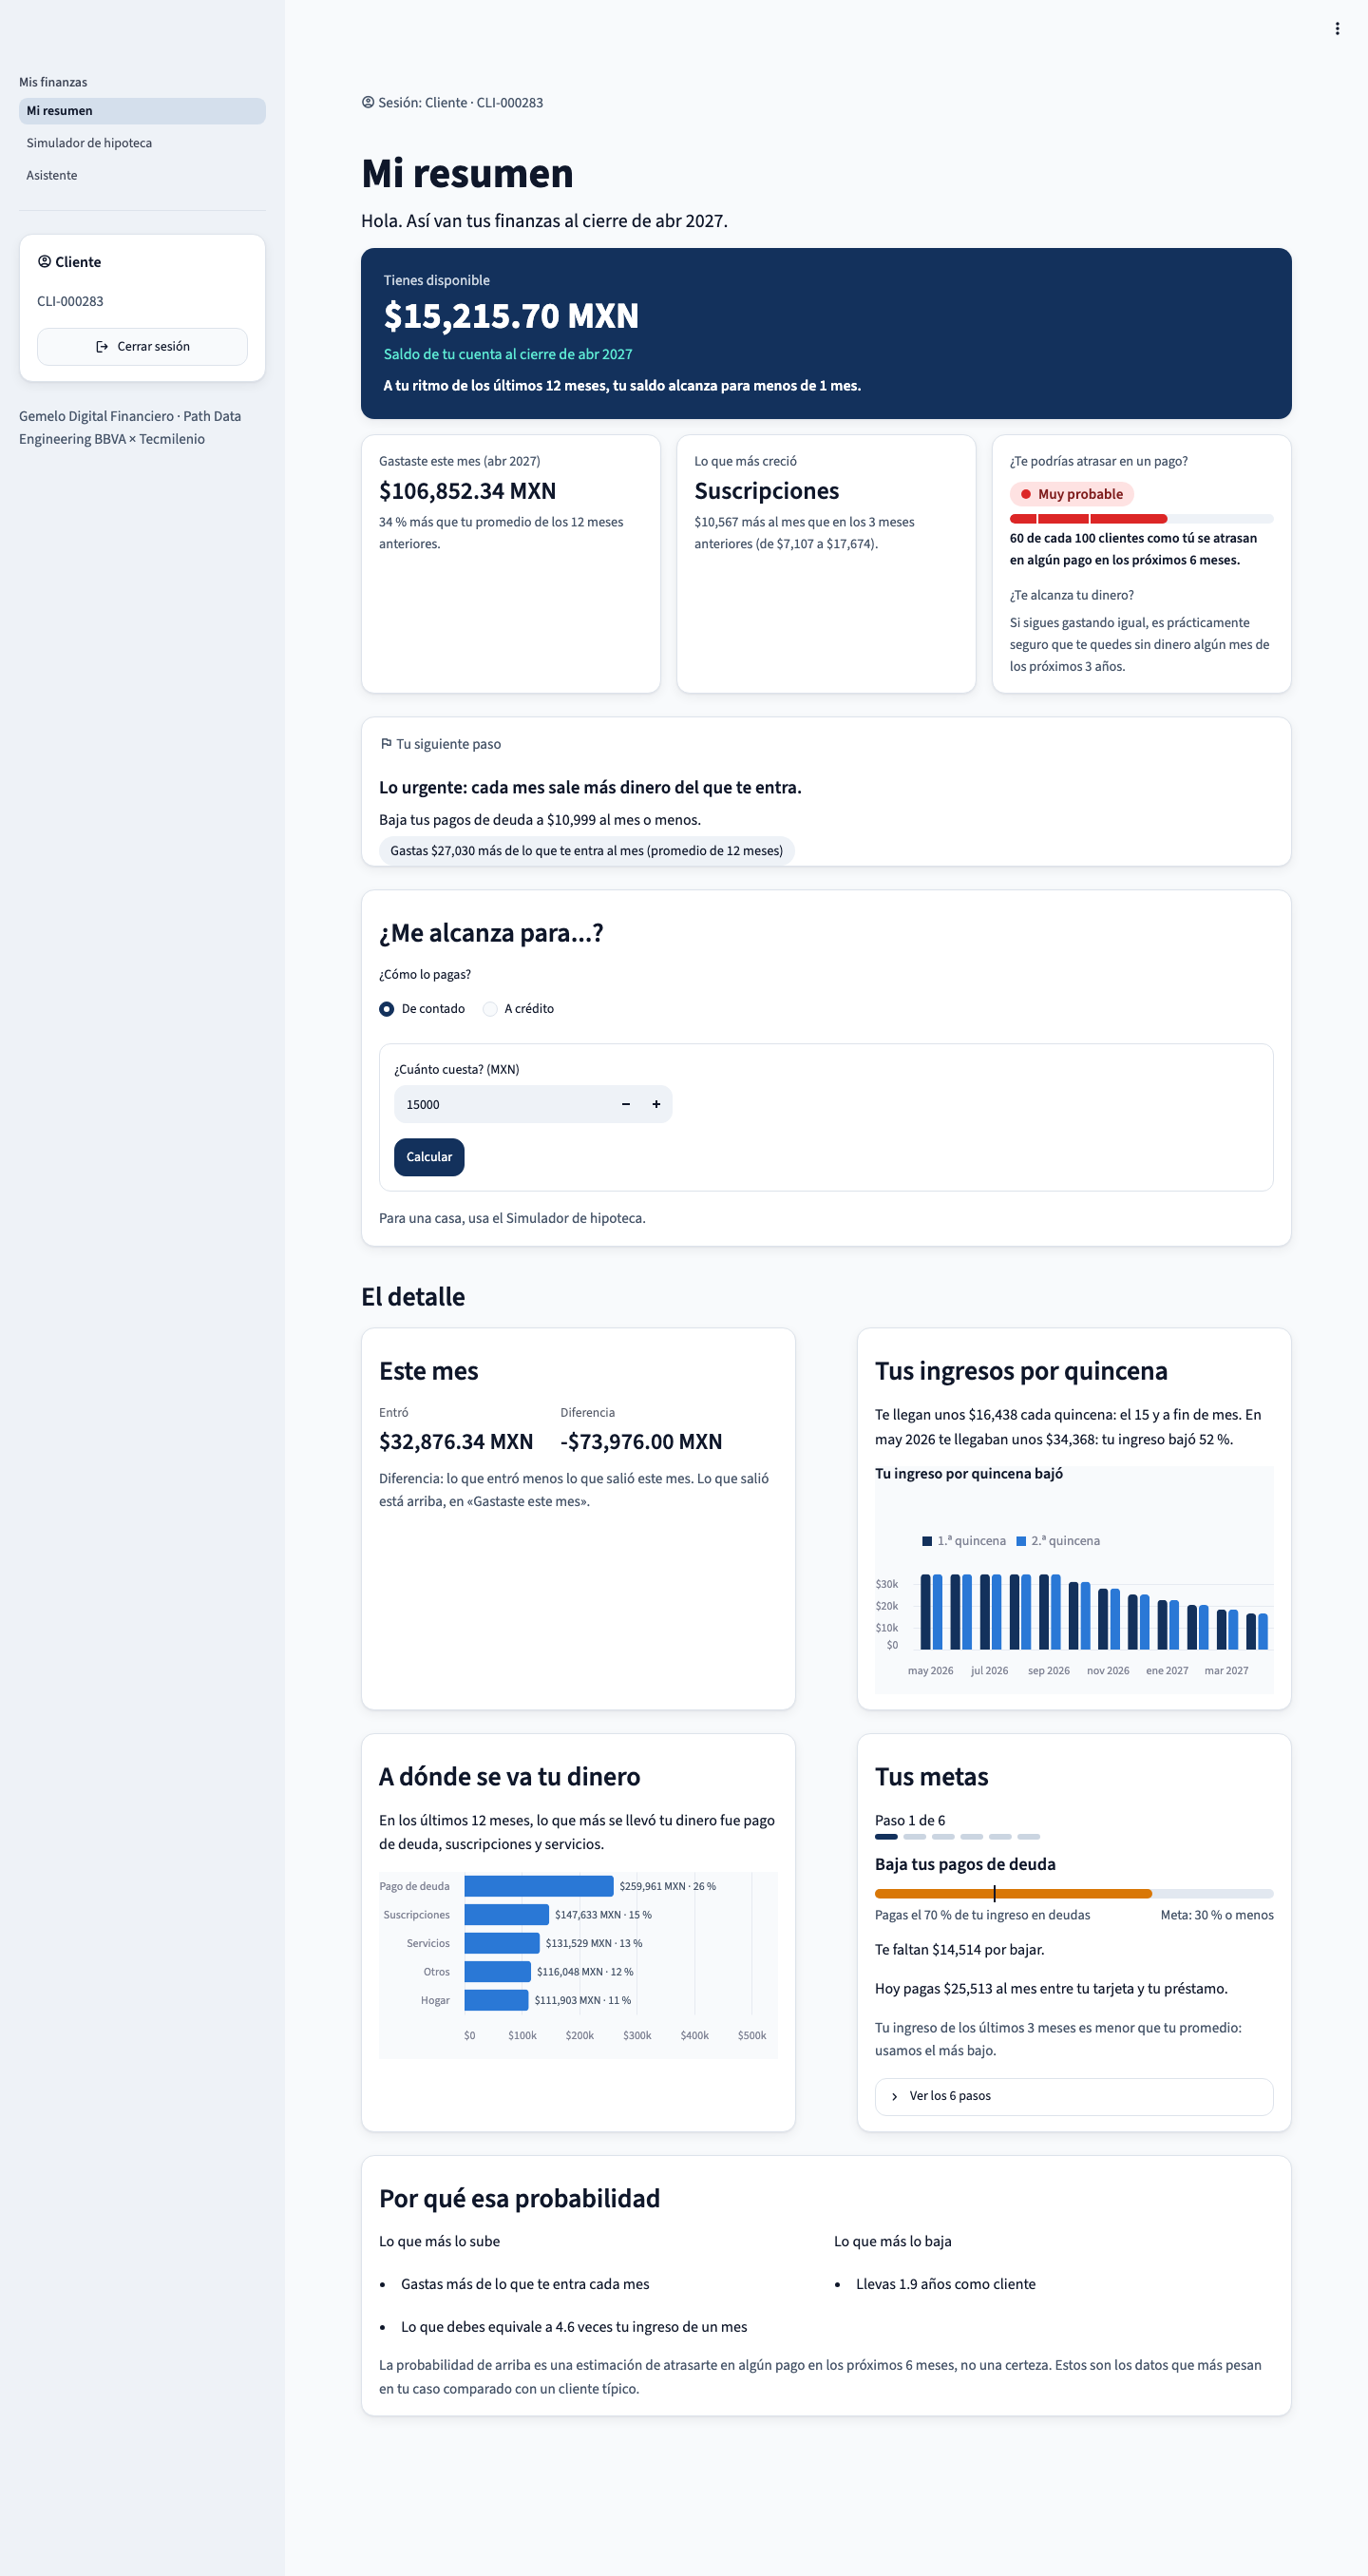 Mis finanzas
Mi resumen
Simulador de hipoteca
Asistente
Cliente
CLI-000283
Cerrar sesión
Gemelo Digital Financiero · Path Data
Engineering BBVA × Tecmilenio
Sesión: Cliente · CLI-000283
Mi resumen
Hola. Así van tus finanzas al cierre de abr 2027.
Tienes disponible
$15,215.70 MXN
Saldo de tu cuenta al cierre de abr 2027
A tu ritmo de los últimos 12 meses, tu saldo alcanza para menos de 1 mes.
Gastaste este mes (abr 2027)
$106,852.34 MXN
34 % más que tu promedio de los 12 meses
anteriores.
Lo que más creció
Suscripciones
$10,567 más al mes que en los 3 meses
anteriores (de $7,107 a $17,674).
¿Te podrías atrasar en un pago?
Muy probable
60 de cada 100 clientes como tú se atrasan
en algún pago en los próximos 6 meses.
¿Te alcanza tu dinero?
Si sigues gastando igual, es prácticamente
seguro que te quedes sin dinero algún mes de
los próximos 3 años.
Tu siguiente paso
Lo urgente: cada mes sale más dinero del que te entra.
Baja tus pagos de deuda a $10,999 al mes o menos.
Gastas $27,030 más de lo que te entra al mes (promedio de 12 meses)
¿Me alcanza para...?
¿Cómo lo pagas?
De contado A crédito
¿Cuánto cuesta? (MXN)
15000 − +
Calcular
Para una casa, usa el Simulador de hipoteca.
El detalle
Este mes
Entró Diferencia
$32,876.34 MXN -$73,976.00 MXN
Diferencia: lo que entró menos lo que salió este mes. Lo que salió
está arriba, en «Gastaste este mes».
Tus ingresos por quincena
Te llegan unos $16,438 cada quincena: el 15 y a fin de mes. En
may 2026 te llegaban unos $34,368: tu ingreso bajó 52 %.
Tu ingreso por quincena bajó
1.ª quincena 2.ª quincena
$30k
$20k
$10k
$0
may 2026 jul 2026 sep 2026 nov 2026 ene 2027 mar 2027
A dónde se va tu dinero
En los últimos 12 meses, lo que más se llevó tu dinero fue pago
de deuda, suscripciones y servicios.
Pago de deuda $259,961 MXN · 26 %
Suscripciones $147,633 MXN · 15 %
Servicios $131,529 MXN · 13 %
Otros $116,048 MXN · 12 %
Hogar $111,903 MXN · 11 %
$0 $100k $200k $300k $400k $500k
Tus metas
Paso 1 de 6
Baja tus pagos de deuda
Pagas el 70 % de tu ingreso en deudas Meta: 30 % o menos
Te faltan $14,514 por bajar.
Hoy pagas $25,513 al mes entre tu tarjeta y tu préstamo.
Tu ingreso de los últimos 3 meses es menor que tu promedio:
usamos el más bajo.
Ver los 6 pasos
Por qué esa probabilidad
Lo que más lo sube
• Gastas más de lo que te entra cada mes
• Lo que debes equivale a 4.6 veces tu ingreso de un mes
Lo que más lo baja
• Llevas 1.9 años como cliente
La probabilidad de arriba es una estimación de atrasarte en algún pago en los próximos 6 meses, no una certeza. Estos son los datos que más pesan
en tu caso comparado con un cliente típico.